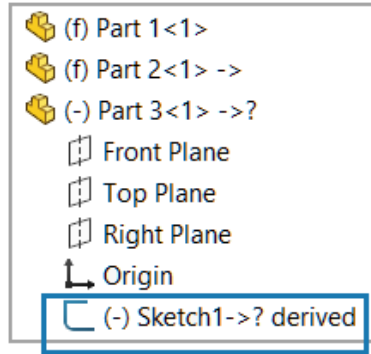 (f) Part 1<1>
(f) Part 2<1> ->
(-) Part 3<1> ->?
Front Plane
Top Plane
Right Plane
Origin
(-) Sketch1->? derived